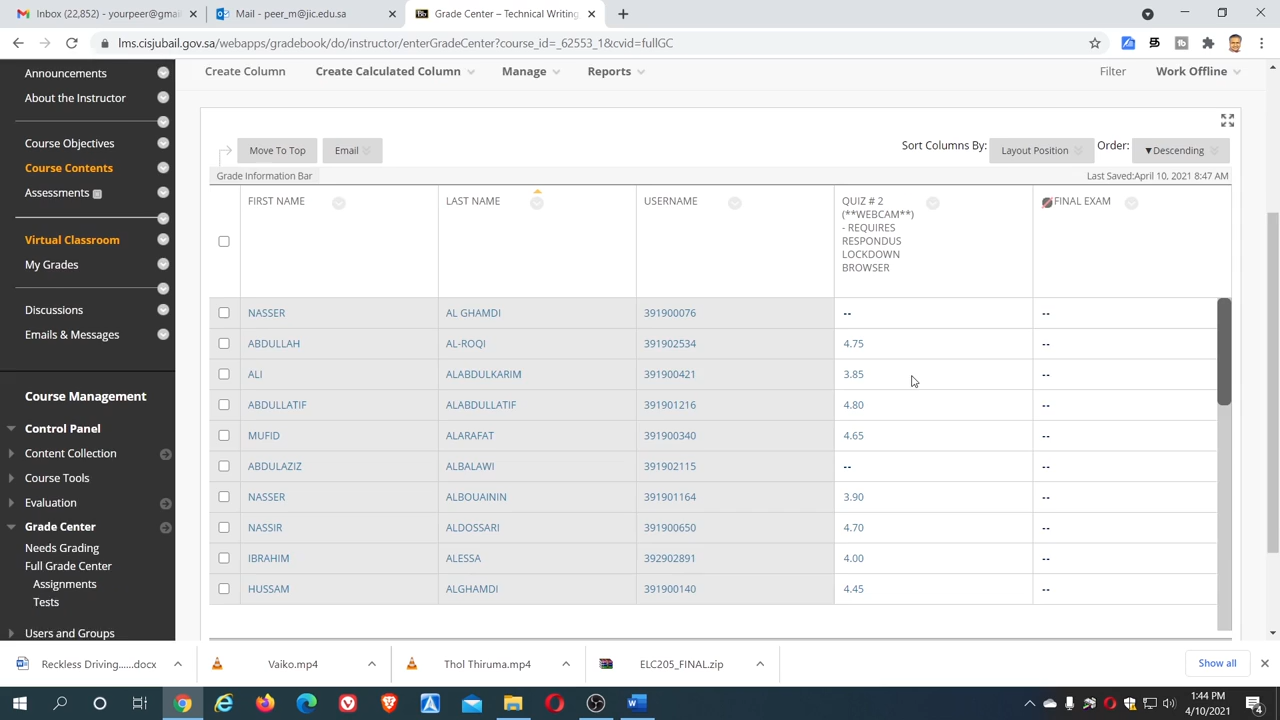 Inbox (22,852) - yourpeer@gmai
Mail - peer_m@jic.edu.sa
Grade Center – Technical Writing
lms.cisjubail.gov.sa/webapps/gradebook/do/instructor/enterGradeCenter?course_id=_62553_1&cvid=fullGC
Announcements
About the Instructor
Course Objectives
Course Contents
Assessments
Virtual Classroom
My Grades
Discussions
Emails & Messages
Course Management
Control Panel
Content Collection
Course Tools
Evaluation
Grade Center
Needs Grading
Full Grade Center
Assignments
Tests
Users and Groups
Create Column Create Calculated Column Manage Reports Filter Work Offline
Move To Top Email Sort Columns By: Layout Position Order: ▼Descending
Grade Information Bar Last Saved:April 10, 2021 8:47 AM
FIRST NAME LAST NAME USERNAME QUIZ # 2 FINAL EXAM
(**WEBCAM**)
- REQUIRES
RESPONDUS
LOCKDOWN
BROWSER
NASSER AL GHAMDI 391900076 -- --
ABDULLAH AL-ROQI 391902534 4.75 --
ALI ALABDULKARIM 391900421 3.85 --
ABDULLATIF ALABDULLATIF 391901216 4.80 --
MUFID ALARAFAT 391900340 4.65 --
ABDULAZIZ ALBALAWI 391902115 -- --
NASSER ALBOUAININ 391901164 3.90 --
NASSIR ALDOSSARI 391900650 4.70 --
IBRAHIM ALESSA 392902891 4.00 --
HUSSAM ALGHAMDI 391900140 4.45 --
Reckless Driving......docx
Vaiko.mp4
Thol Thiruma.mp4
ELC205_FINAL.zip
Show all
1:44 PM
4/10/2021